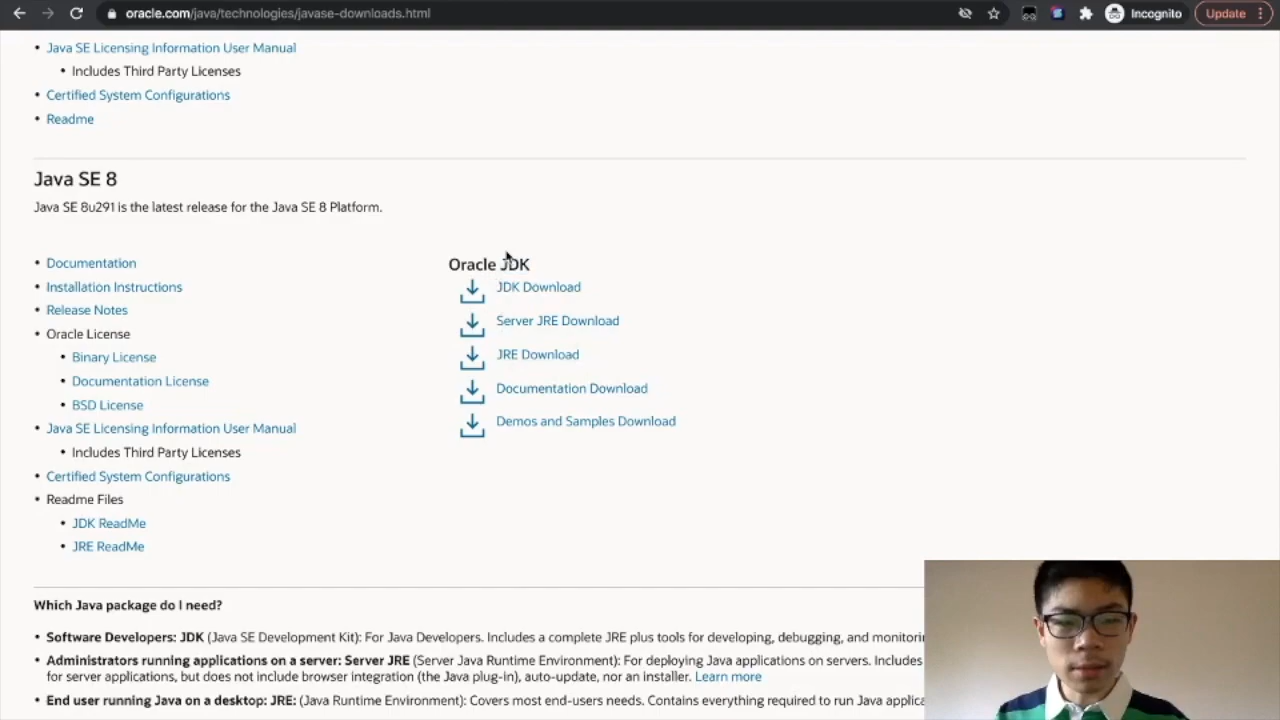 oracle.com/java/technologies/javase-downloads.html
Incognito
Update
• Java SE Licensing Information User Manual
• Includes Third Party Licenses
• Certified System Configurations
• Readme
Java SE 8
Java SE 8u291 is the latest release for the Java SE 8 Platform.
• Documentation
• Installation Instructions
• Release Notes
• Oracle License
• Binary License
• Documentation License
• BSD License
• Java SE Licensing Information User Manual
• Includes Third Party Licenses
• Certified System Configurations
• Readme Files
• JDK ReadMe
• JRE ReadMe
Oracle JDK
JDK Download
Server JRE Download
JRE Download
Documentation Download
Demos and Samples Download
Which Java package do I need?
• Software Developers: JDK (Java SE Development Kit): For Java Developers. Includes a complete JRE plus tools for developing, debugging, and monitorin
• Administrators running applications on a server: Server JRE (Server Java Runtime Environment): For deploying Java applications on servers. Includes
for server applications, but does not include browser integration (the Java plug-in), auto-update, nor an installer. Learn more
• End user running Java on a desktop: JRE: (Java Runtime Environment): Covers most end-users needs. Contains everything required to run Java applica